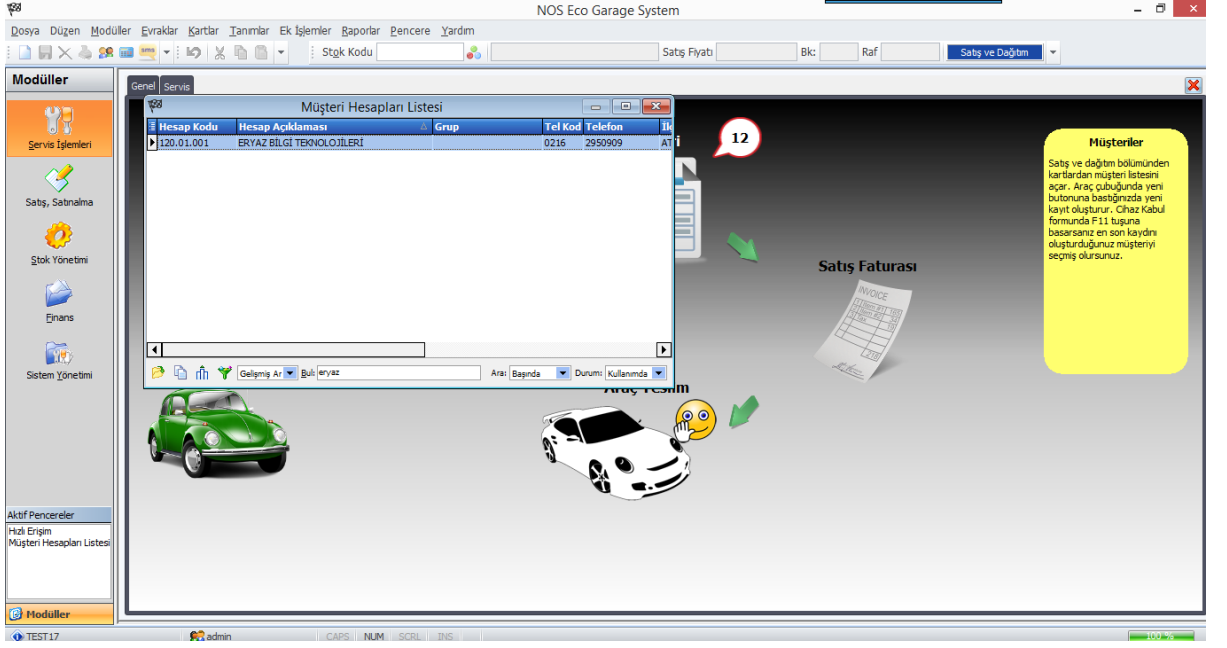 NOS Eco Garage System
Dosya Düzen Modüller Evraklar Kartlar Tanımlar Ek İşlemler Raporlar Pencere Yardım
Stok Kodu Satış Fiyatı Bk: Raf Satış ve Dağıtım
Modüller
Servis İşlemleri
Satış, Satınalma
Stok Yönetimi
Finans
Sistem Yönetimi
Aktif Pencereler
Hızlı Erişim
Müşteri Hesapları Listesi
Modüller
Genel Servis
Müşteri Hesapları Listesi
Hesap Kodu Hesap Açıklaması Grup Tel Kod Telefon
120.01.001 ERYAZ BİLGİ TEKNOLOJİLERİ 0216 2950909
Gelişmiş Ar Bul: eryaz Ara: Başında Durum: Kullanımda
12
Satış Faturası
INVOICE
Araç Teslim
Müşteriler
Satış ve dağıtım bölümünden
kartlardan müşteri listesini
açar. Araç çubuğunda yeni
butonuna bastığınızda yeni
kayıt oluşturur. Cihaz Kabul
formunda F11 tuşuna
basarsanız en son kaydını
oluşturduğunuz müşteriyi
seçmiş olursunuz.
TEST17 admin CAPS NUM SCRL INS 100 %